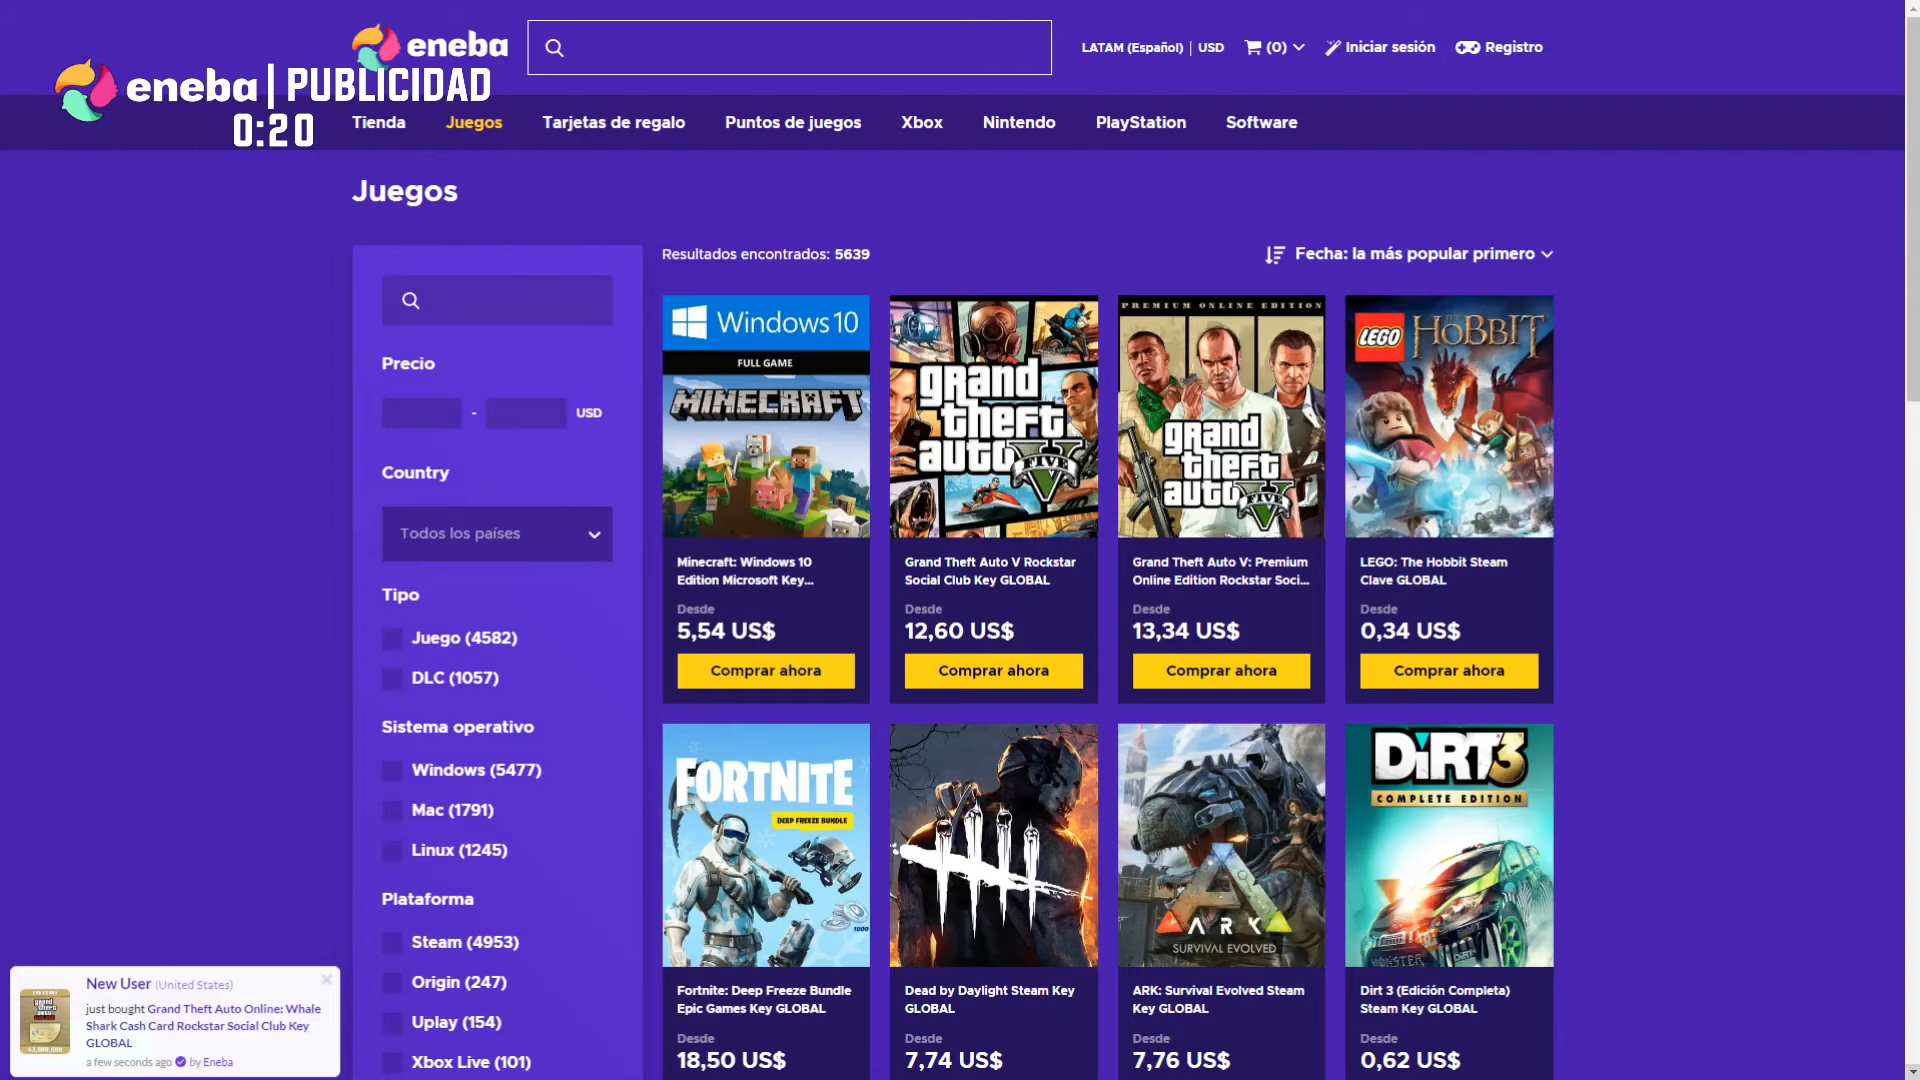 eneba
LATAM (Español) | USD
(0)
Iniciar sesión
Registro
eneba | PUBLICIDAD
0:20
Tienda
Juegos
Tarjetas de regalo
Puntos de juegos
Xbox
Nintendo
PlayStation
Software
Juegos
Resultados encontrados: 5639
Fecha: la más popular primero
Precio
- USD
Country
Todos los países
Tipo
Juego (4582)
DLC (1057)
Sistema operativo
Windows (5477)
Mac (1791)
Linux (1245)
Plataforma
Steam (4953)
Origin (247)
Uplay (154)
Xbox Live (101)
Windows 10
FULL GAME
MINECRAFT
Minecraft: Windows 10
Edition Microsoft Key...
Desde
5,54 US$
Comprar ahora
grand
theft
auto
FIVE
Grand Theft Auto V Rockstar
Social Club Key GLOBAL
Desde
12,60 US$
Comprar ahora
PREMIUM ONLINE EDITION
grand
theft
auto
FIVE
Grand Theft Auto V: Premium
Online Edition Rockstar Soci...
Desde
13,34 US$
Comprar ahora
LEGO
THE HOBBIT
LEGO: The Hobbit Steam
Clave GLOBAL
Desde
0,34 US$
Comprar ahora
FORTNITE
DEEP FREEZE BUNDLE
1000
Fortnite: Deep Freeze Bundle
Epic Games Key GLOBAL
Desde
18,50 US$
Dead by Daylight Steam Key
GLOBAL
Desde
7,74 US$
ARK
SURVIVAL EVOLVED
ARK: Survival Evolved Steam
Key GLOBAL
Desde
7,76 US$
DiRT3
COMPLETE EDITION
MONSTER
Dirt 3 (Edición Completa)
Steam Key GLOBAL
Desde
0,62 US$
New User (United States)
just bought Grand Theft Auto Online: Whale
Shark Cash Card Rockstar Social Club Key
GLOBAL
a few seconds ago by Eneba